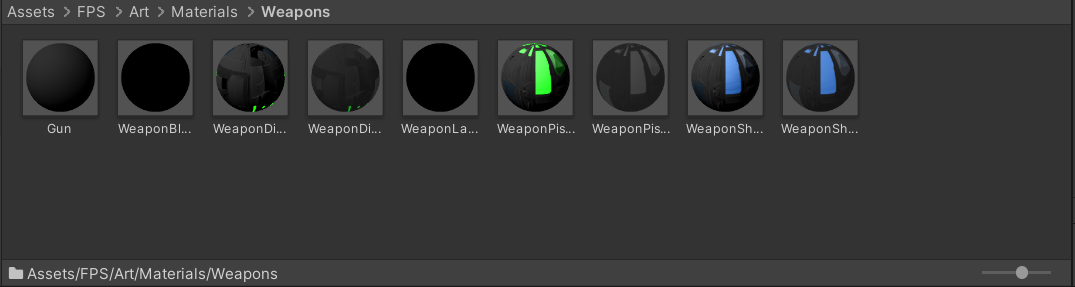 Assets > FPS > Art > Materials > Weapons
Gun WeaponBl... WeaponDi... WeaponDi... WeaponLa... WeaponPis... WeaponPis... WeaponSh... WeaponSh...
Assets/FPS/Art/Materials/Weapons